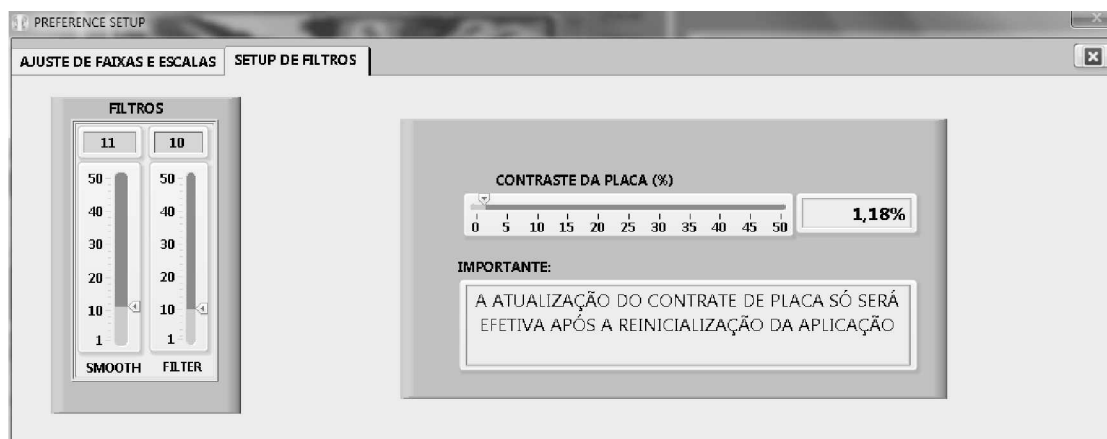 PREFERENCE SETUP
AJUSTE DE FAIXAS E ESCALAS SETUP DE FILTROS
FILTROS
11 10
50 50
40 40
30 30
20 20
10 10
1 1
SMOOTH FILTER
CONTRASTE DA PLACA (%)
1,18%
0 5 10 15 20 25 30 35 40 45 50
IMPORTANTE:
A ATUALIZAÇÃO DO CONTRATE DE PLACA SÓ SERÁ
EFETIVA APÓS A REINICIALIZAÇÃO DA APLICAÇÃO